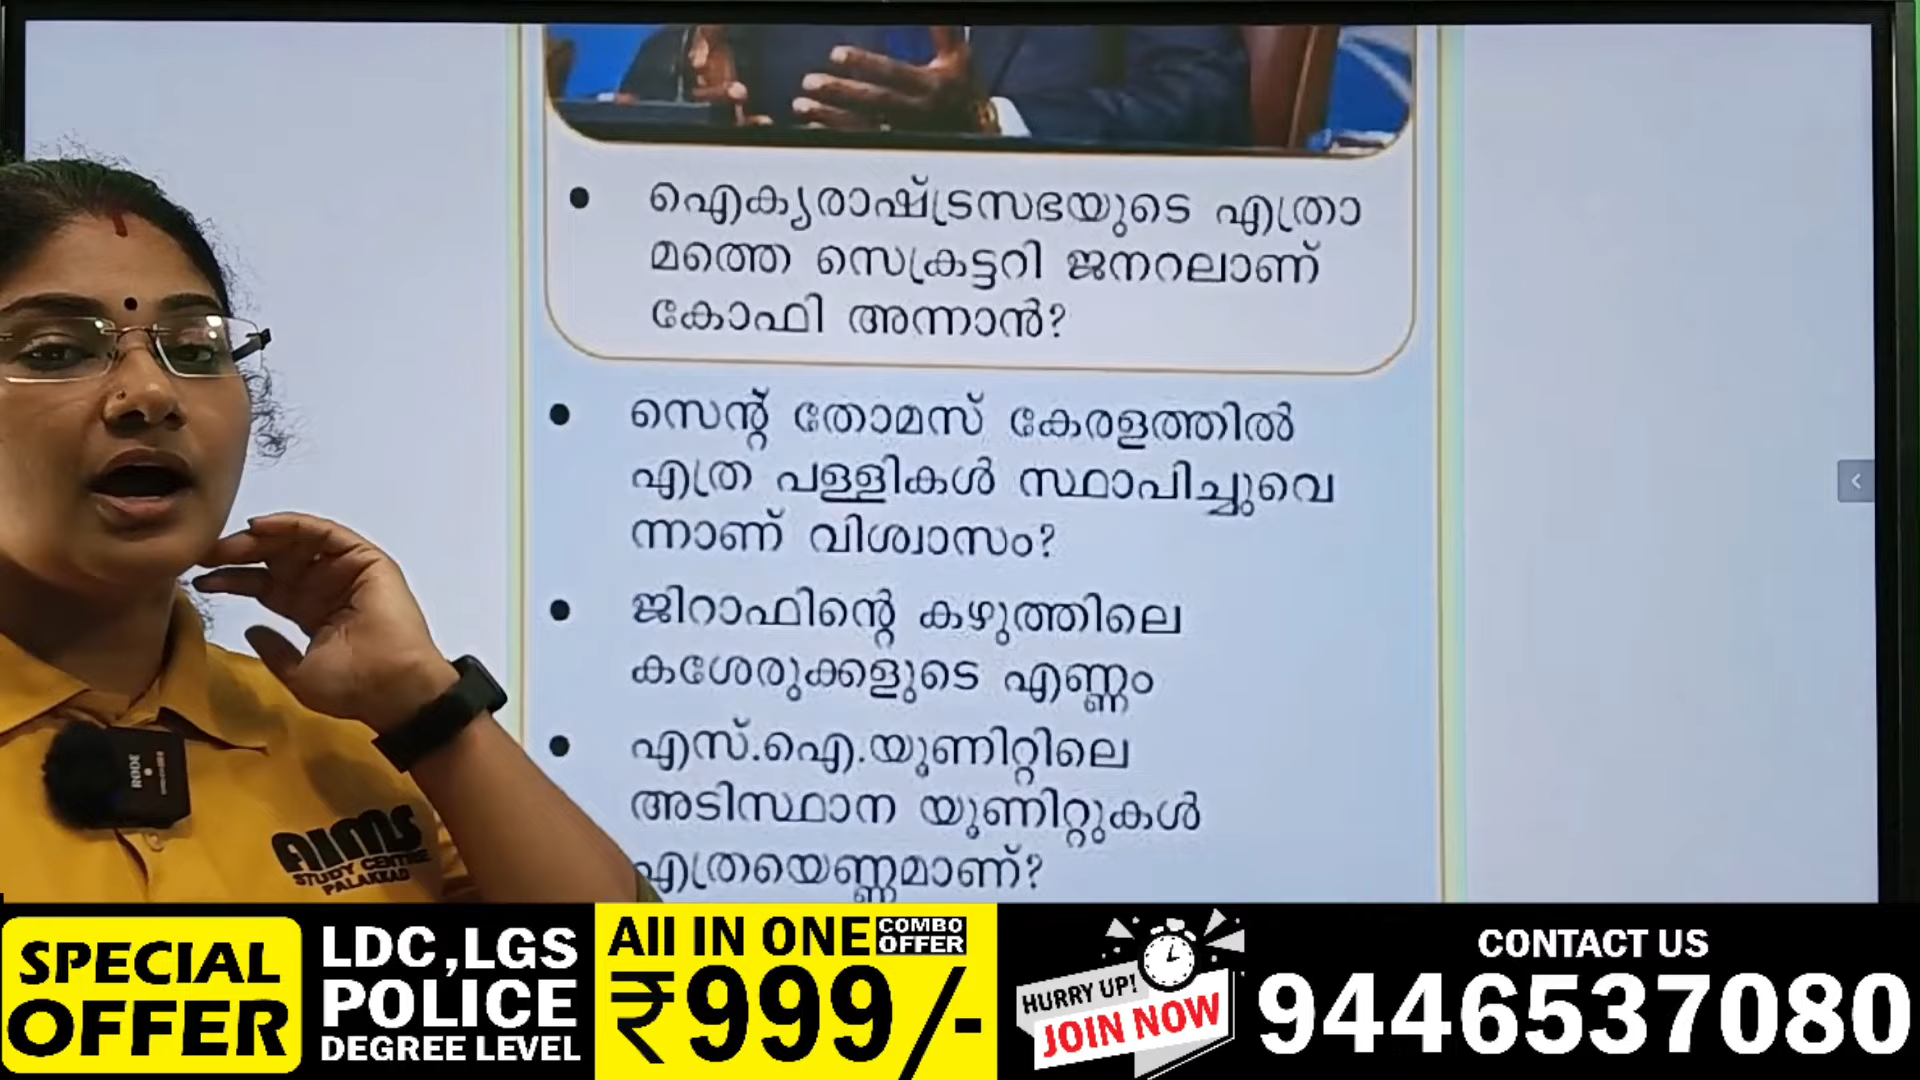 ഐക്യരാഷ്ട്രസഭയുടെ എത്രാ
മത്തെ സെക്രട്ടറി ജനറലാണ്
കോഫി അന്നാൻ?
സെന്റ് തോമസ് കേരളത്തിൽ
എത്ര പള്ളികൾ സ്ഥാപിച്ചുവെ
ന്നാണ് വിശ്വാസം?
ജിറാഫിന്റെ കഴുത്തിലെ
കശേരുക്കളുടെ എണ്ണം
എസ്.ഐ.യൂണിറ്റിലെ
അടിസ്ഥാന യൂണിറ്റുകൾ
എത്രയെണ്ണമാണ്?
RODE
AIMS
STUDY CENTRE
PALAKKAD
SPECIAL
OFFER
LDC,LGS
POLICE
DEGREE LEVEL
All IN ONE
COMBO
OFFER
₹999/-
HURRY UP!
JOIN NOW
CONTACT US
9446537080